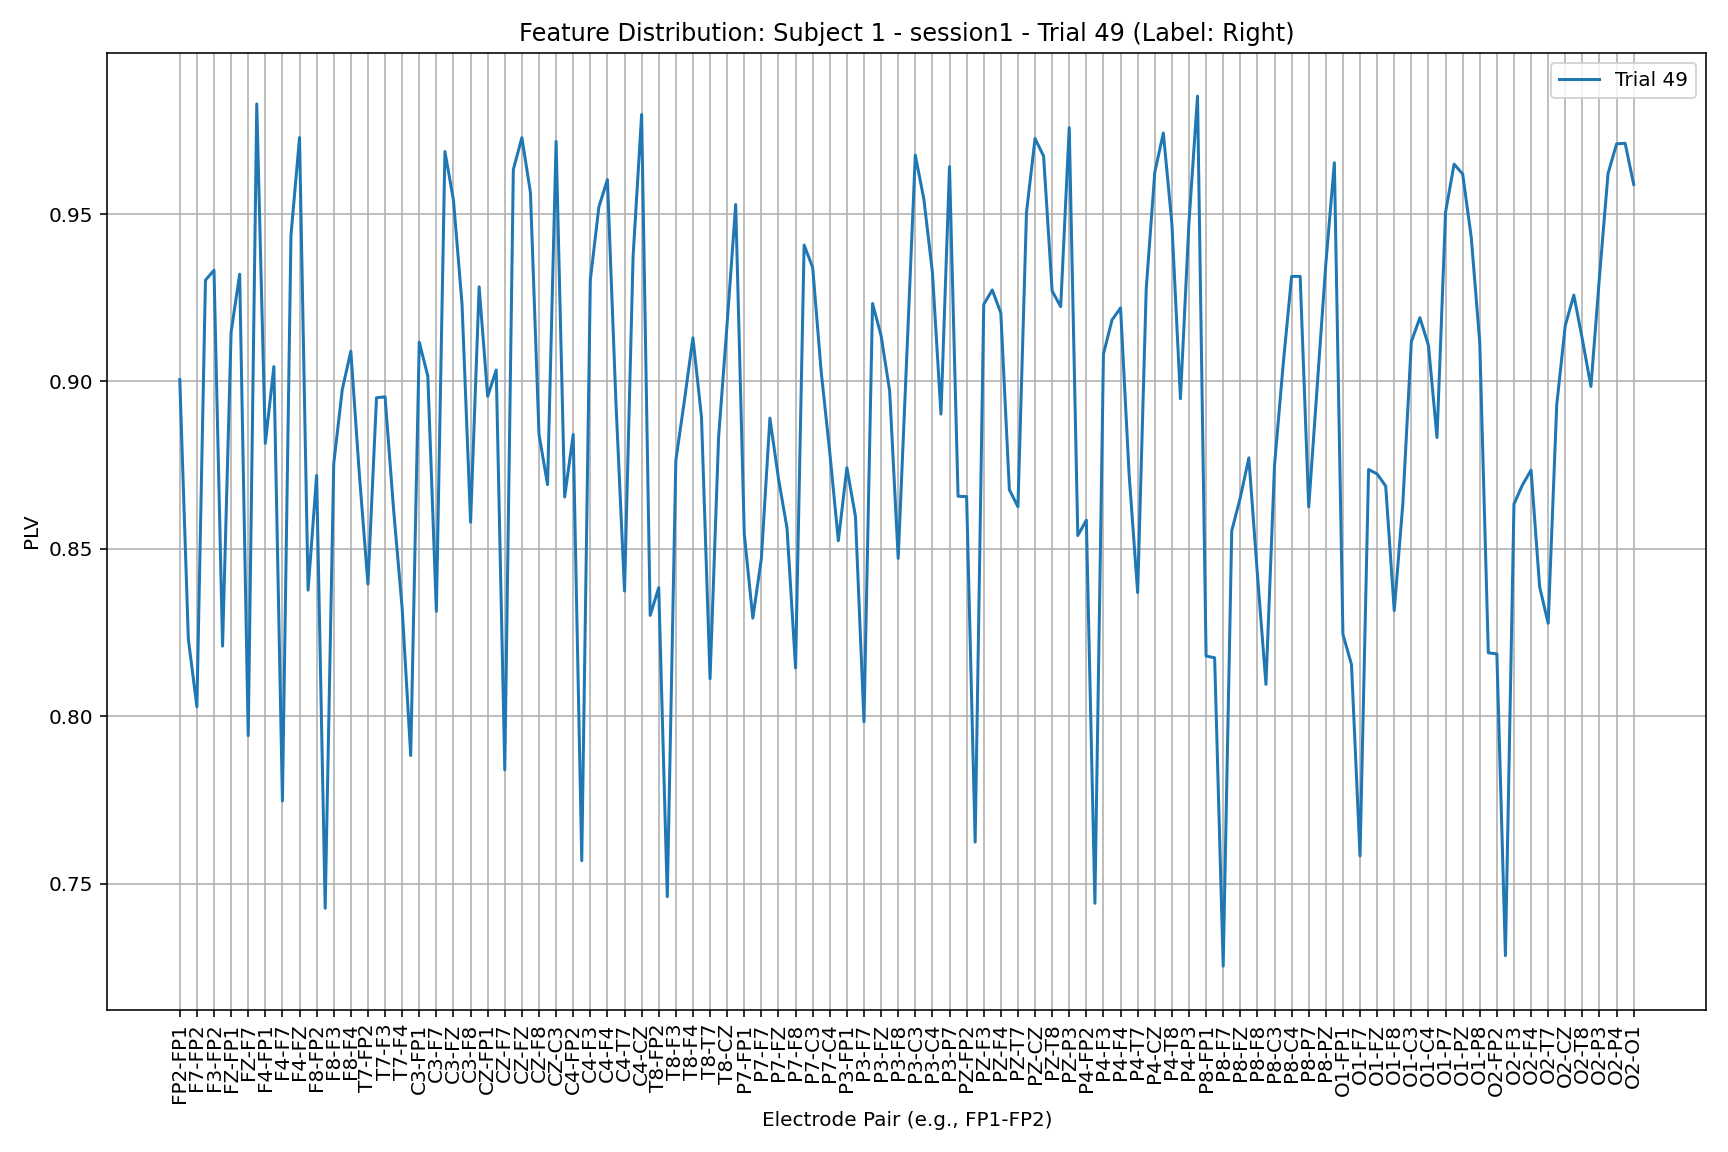 Feature Distribution: Subject 1 - session1 - Trial 49 (Label: Right)
Trial 49
PLV
0.95
0.90
0.85
0.80
0.75
FP2-FP1
F7-FP2
F3-FP2
FZ-FP1
FZ-F7
F4-FP1
F4-F7
F4-FZ
F8-FP2
F8-F3
F8-F4
T7-FP2
T7-F3
T7-F4
C3-FP1
C3-F7
C3-FZ
C3-F8
CZ-FP1
CZ-F7
CZ-FZ
CZ-F8
CZ-C3
C4-FP2
C4-F3
C4-F4
C4-T7
C4-CZ
T8-FP2
T8-F3
T8-F4
T8-T7
T8-CZ
P7-FP1
P7-F7
P7-FZ
P7-F8
P7-C3
P7-C4
P3-FP1
P3-F7
P3-FZ
P3-F8
P3-C3
P3-C4
P3-P7
PZ-FP2
PZ-F3
PZ-F4
PZ-T7
PZ-CZ
PZ-T8
PZ-P3
P4-FP2
P4-F3
P4-F4
P4-T7
P4-CZ
P4-T8
P4-P3
P8-FP1
P8-F7
P8-FZ
P8-F8
P8-C3
P8-C4
P8-P7
P8-PZ
O1-FP1
O1-F7
O1-FZ
O1-F8
O1-C3
O1-C4
O1-P7
O1-PZ
O1-P8
O2-FP2
O2-F3
O2-F4
O2-T7
O2-CZ
O2-T8
O2-P3
O2-P4
O2-O1
Electrode Pair (e.g., FP1-FP2)